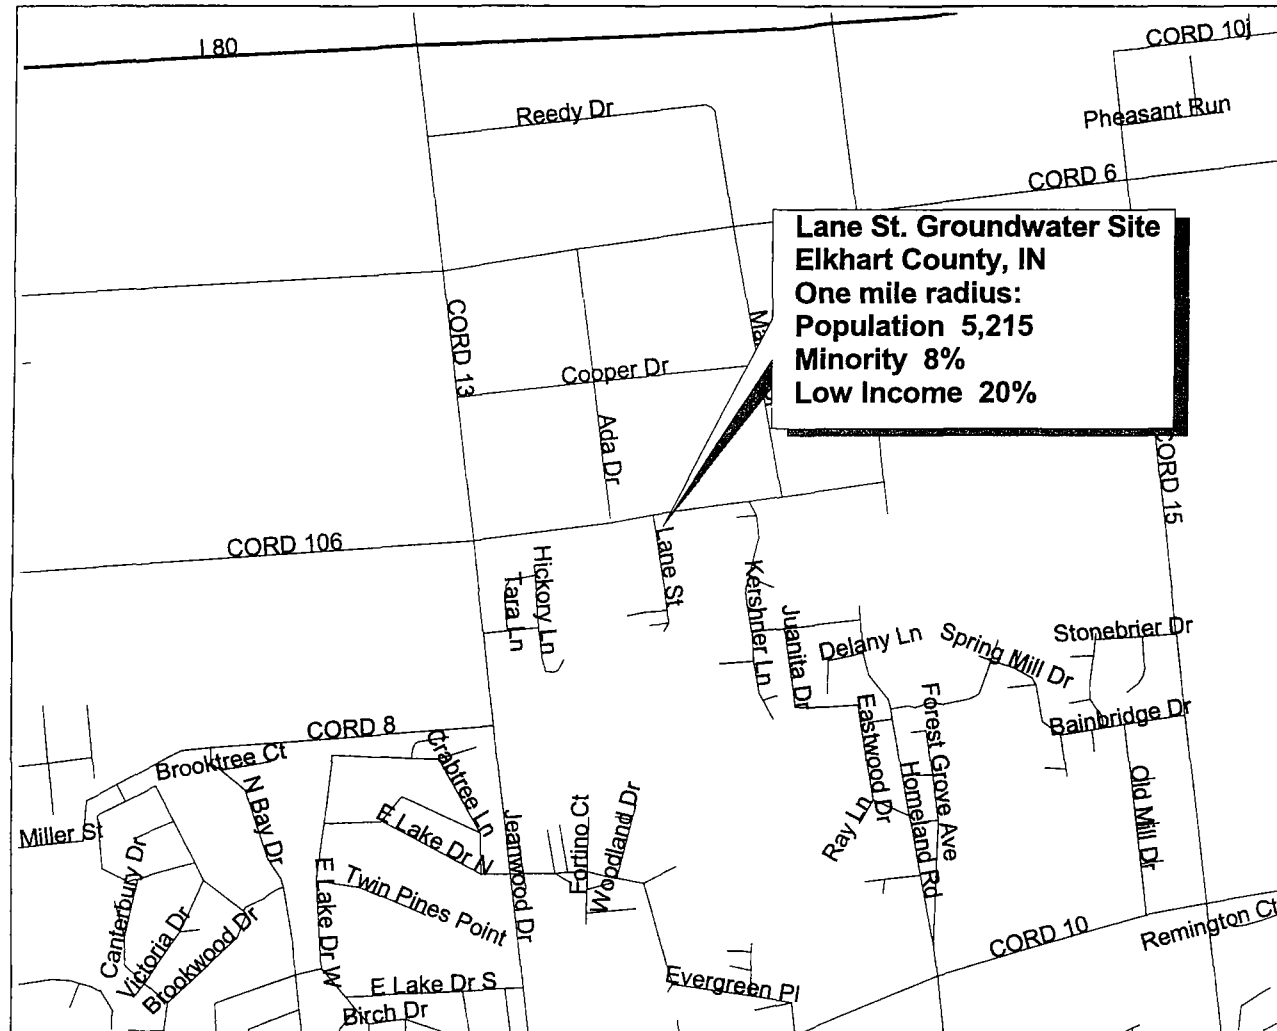 I 80
CORD 10j
Reedy Dr
Pheasant Run
CORD 6
Lane St. Groundwater Site
Elkhart County, IN
One mile radius:
Population 5,215
Minority 8%
Low Income 20%
CORD 13
Cooper Dr
Ada Dr
CORD 15
CORD 106
Lane St
Hickory Ln
Tara Ln
Kershner Ln
Juanita Dr
Delany Ln
Spring Mill Dr
Stonebrier Dr
Bainbridge Dr
CORD 8
Brooktree Ct
Crabtree Ln
N Bay Dr
Eastwood Dr
Forest Grove Ave
Homeland Rd
Old Mill Dr
Miller St
E Lake Dr N
Jeanwood Dr
Fortino Ct
Woodland Dr
Ray Ln
Canterbury Dr
Victoria Dr
Brookwood Dr
E Lake Dr W
Twin Pines Point
CORD 10
Remington Ct
E Lake Dr S
Evergreen Pl
Birch Dr